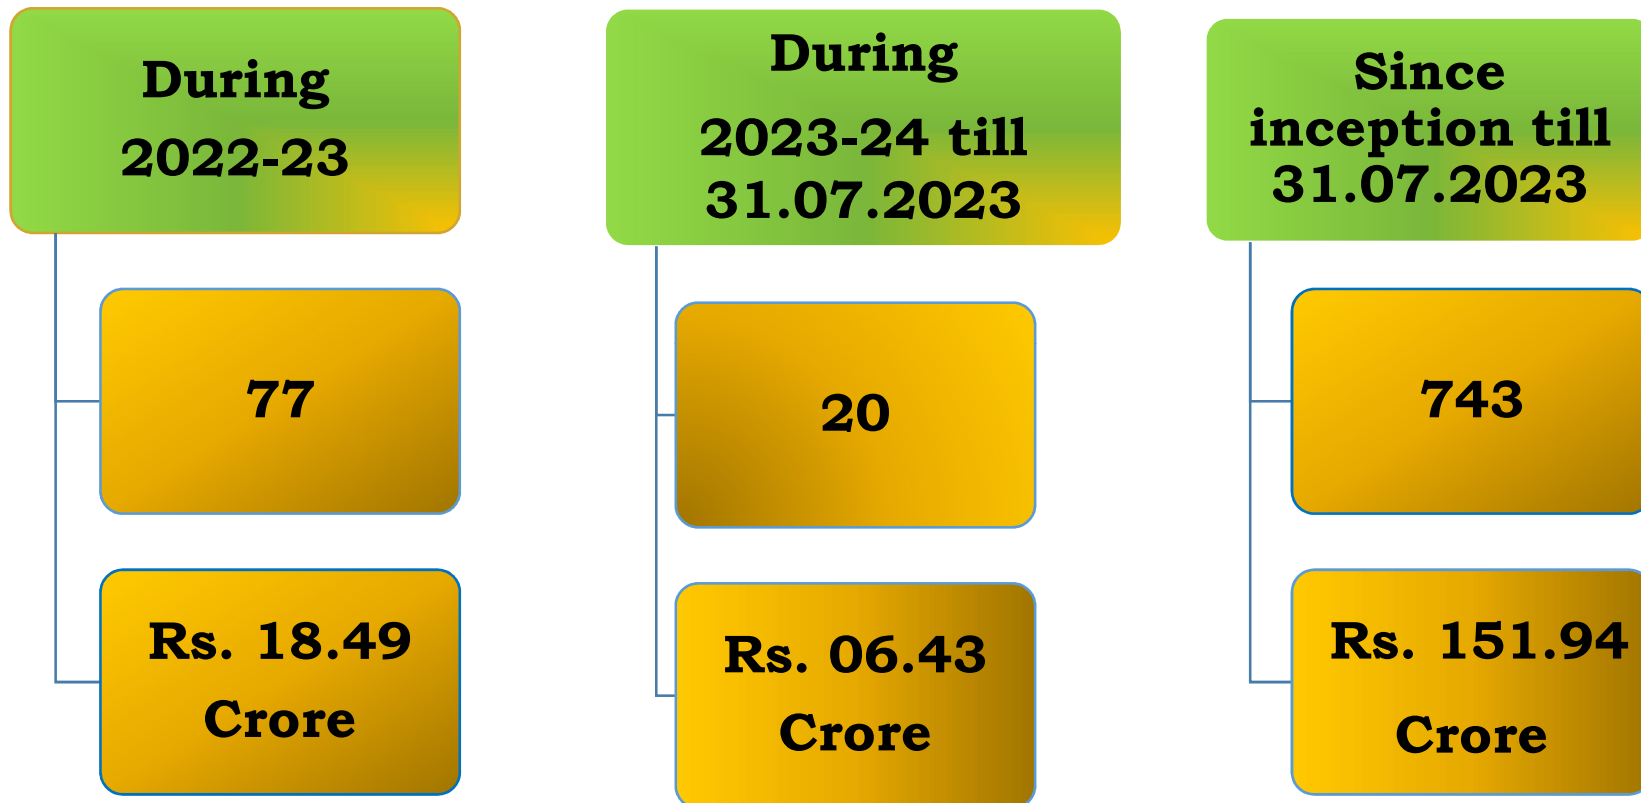 During
2022-23
77
Rs. 18.49
Crore
During
2023-24 till
31.07.2023
20
Rs. 06.43
Crore
Since
inception till
31.07.2023
743
Rs. 151.94
Crore